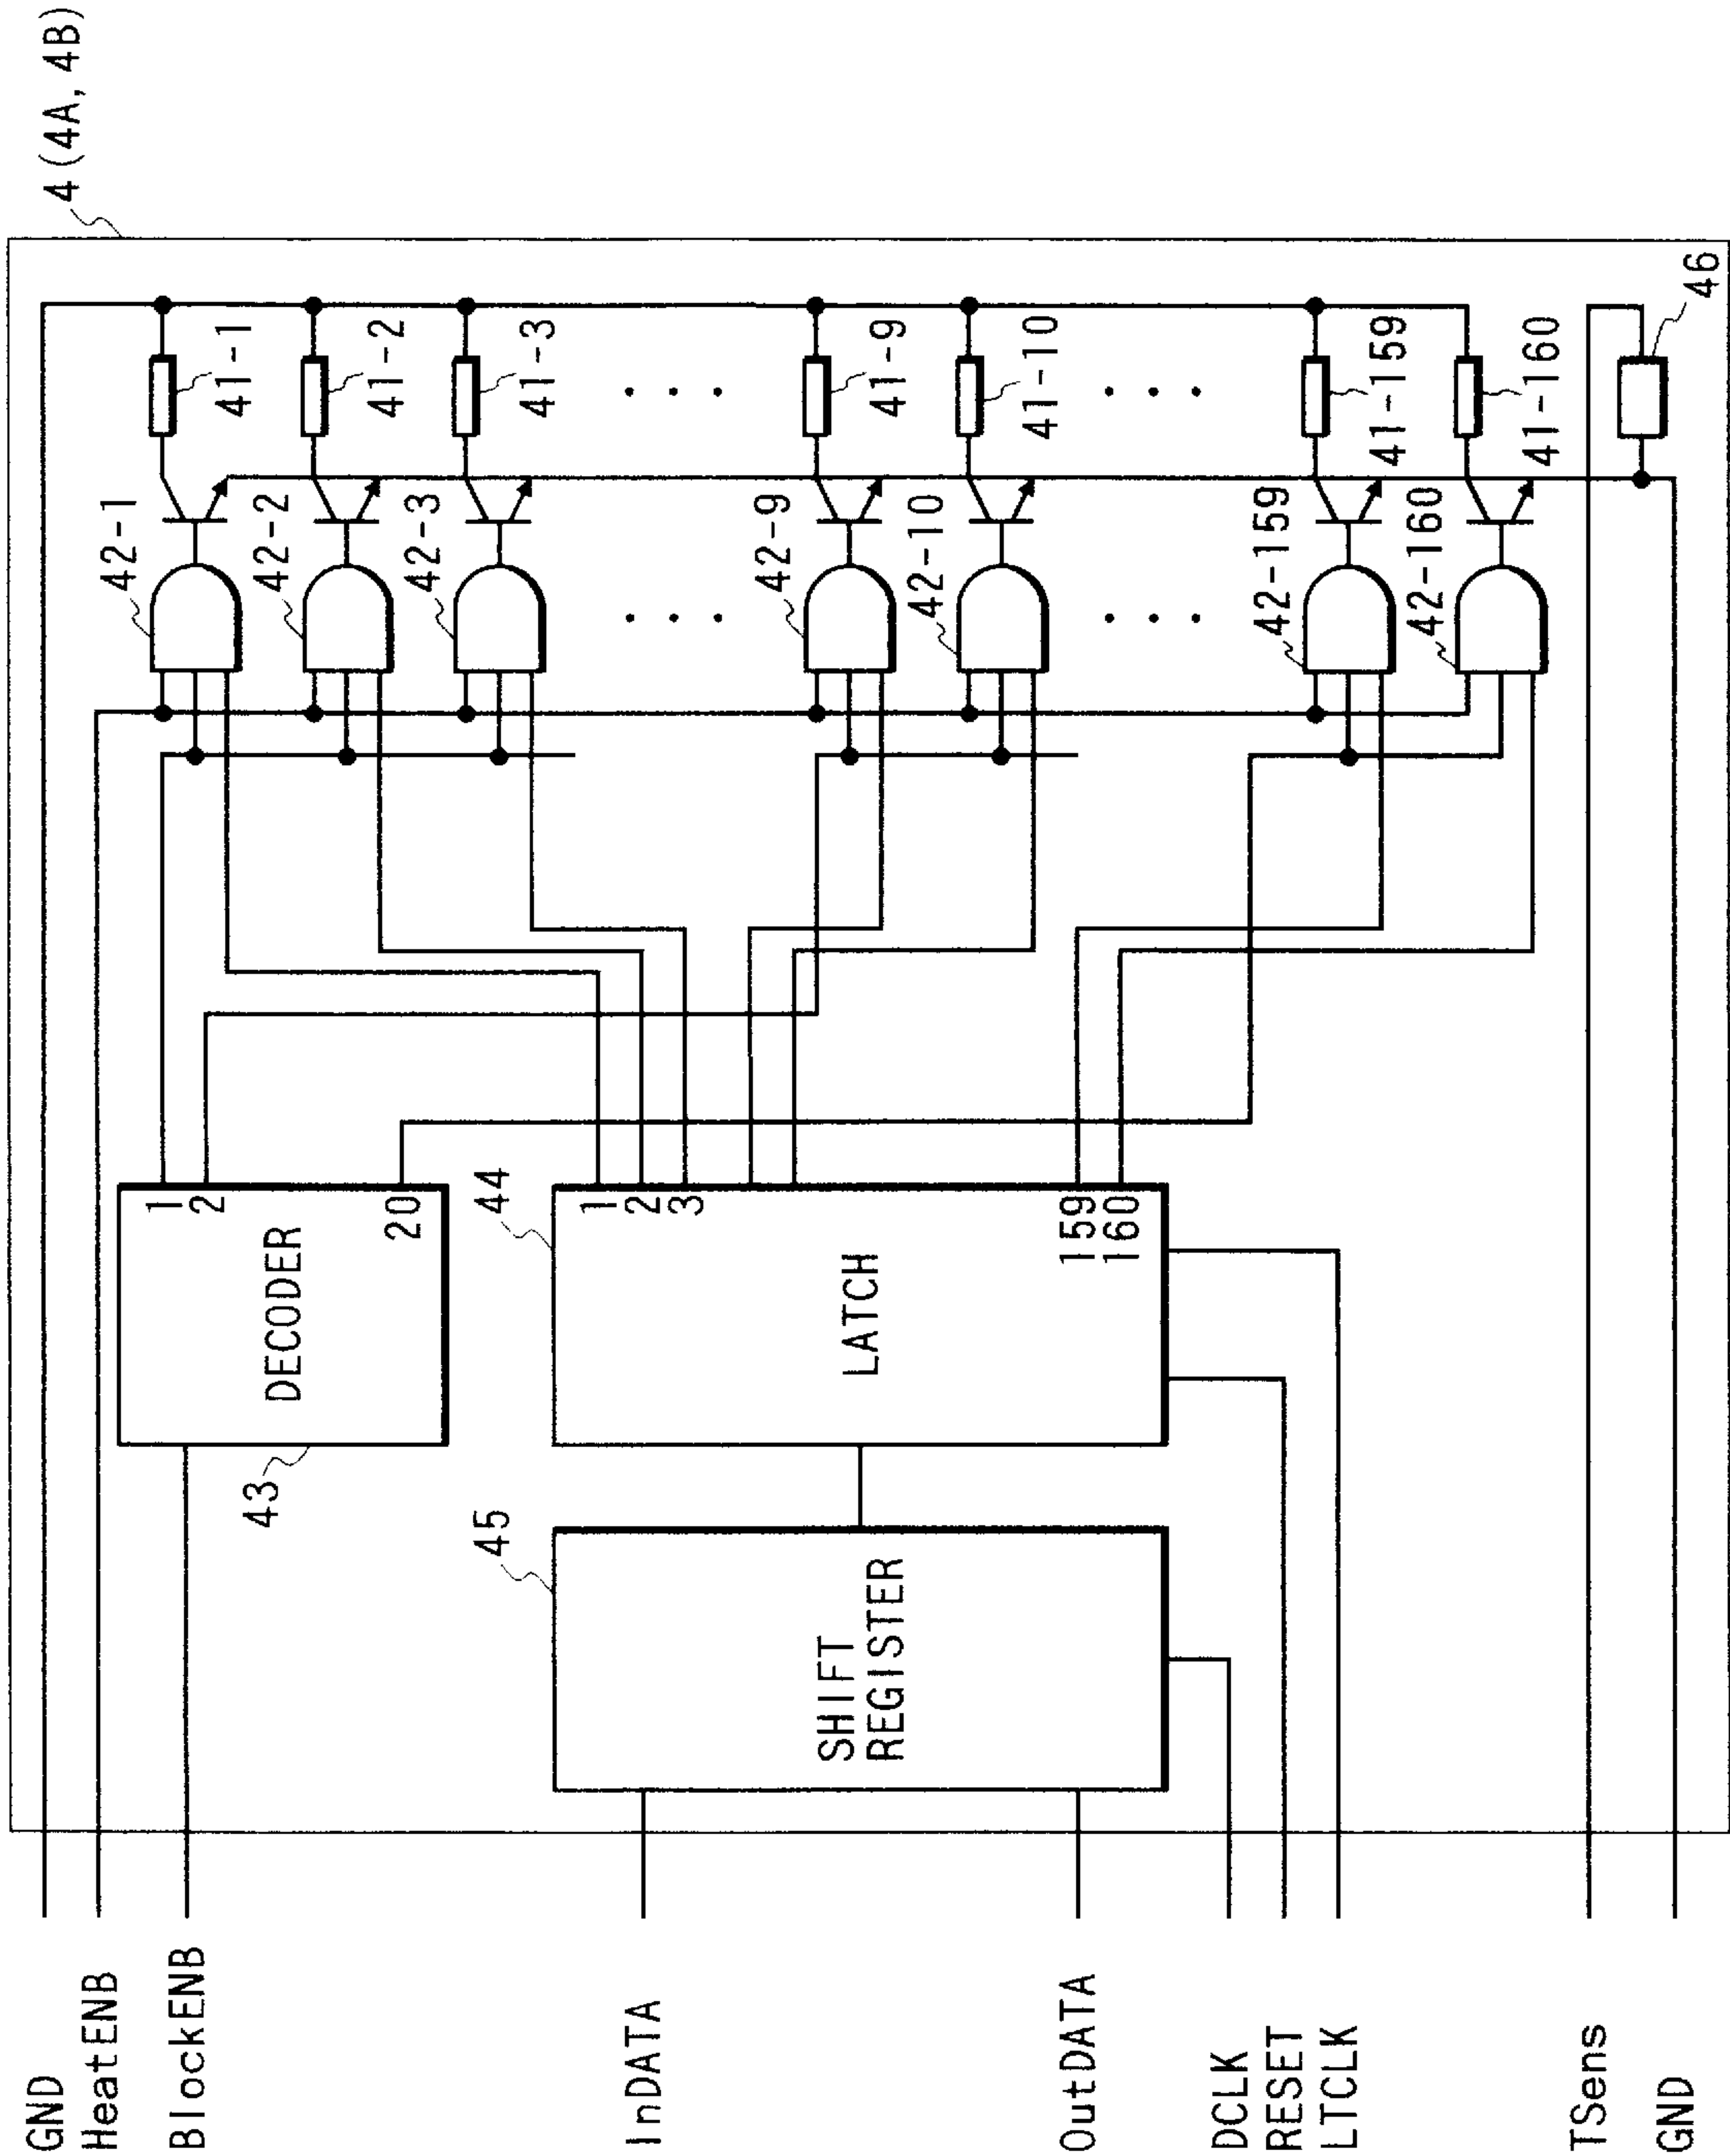 4 (4A, 4B)
GND
HeatENB
BlockENB
InDATA
OutDATA
DCLK
RESET
LTCLK
TSens
GND
43
DECODER
1
2
20
45
SHIFT
REGISTER
44
LATCH
1
2
3
159
160
42-1
42-2
42-3
. . .
42-9
42-10
. . .
42-159
42-160
41-1
41-2
41-3
. . .
41-9
41-10
. . .
41-159
41-160
46